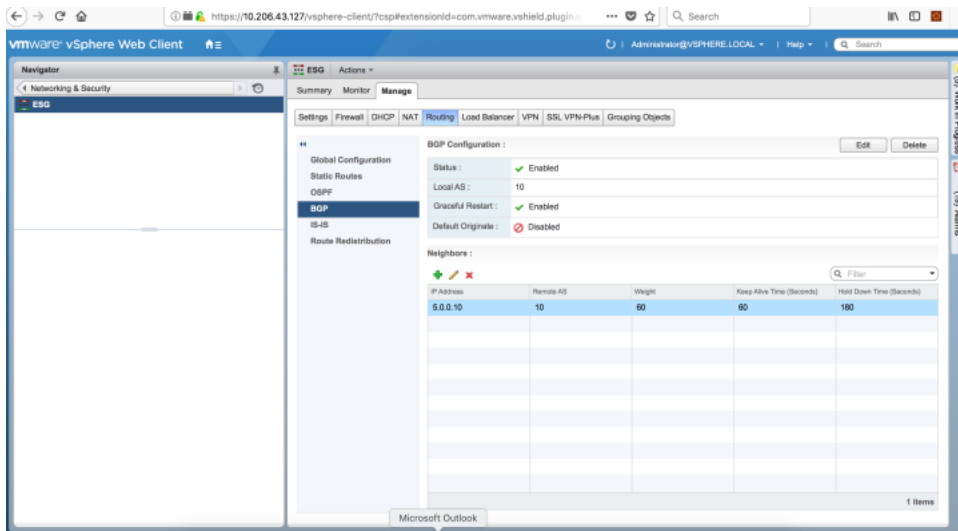 https://10.206.43.127/vsphere-client/?csp#extensionId=com.vmware.vshield.plugin.
Search
vmware® vSphere Web Client
Administrator@VSPHERE.LOCAL
Help
Search
Navigator
ESG Actions
Networking & Security
Summary Monitor Manage
ESG
Settings Firewall DHCP NAT Routing Load Balancer VPN SSL VPN-Plus Grouping Objects
Global Configuration
Static Routes
OSPF
BGP
IS-IS
Route Redistribution
BGP Configuration :
Edit Delete
Status : Enabled
Local AS : 10
Graceful Restart : Enabled
Default Originate : Disabled
Neighbors :
Filter
IP Address Remote AS Weight Keep Alive Time (Seconds) Hold Down Time (Seconds)
5.0.0.10 10 60 60 180
1 items
Microsoft Outlook